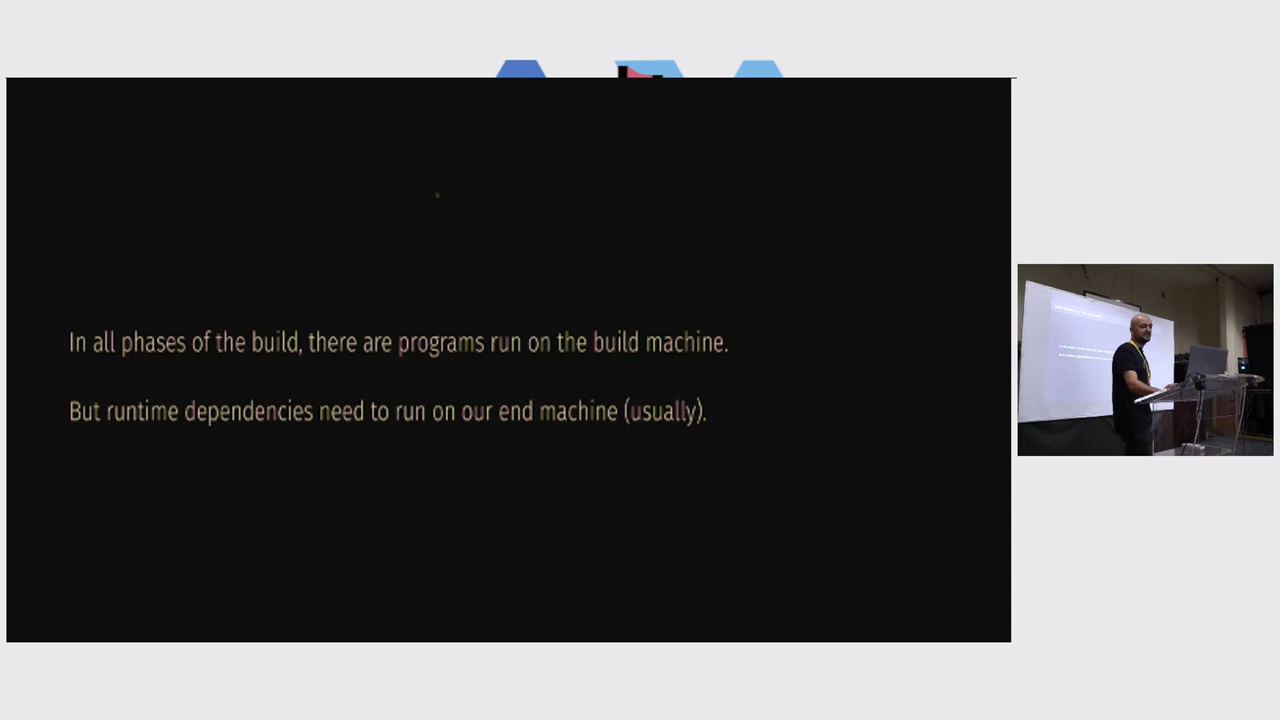 In all phases of the build, there are programs run on the build machine.
But runtime dependencies need to run on our end machine (usually).